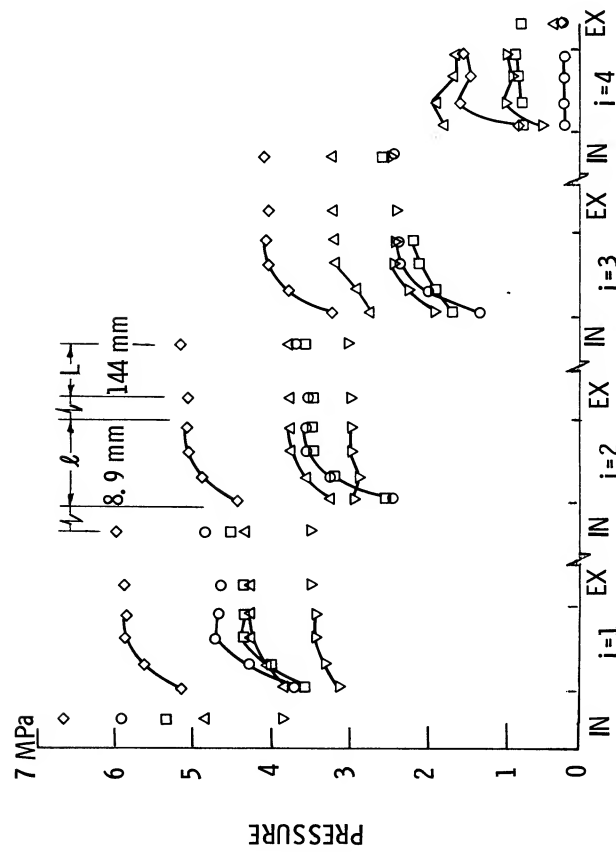 7 MPa
6
5
4
3
2
1
0
PRESSURE
ℓ
8.9 mm
L
144 mm
IN EX IN EX IN EX IN EX
i=1 i=2 i=3 i=4